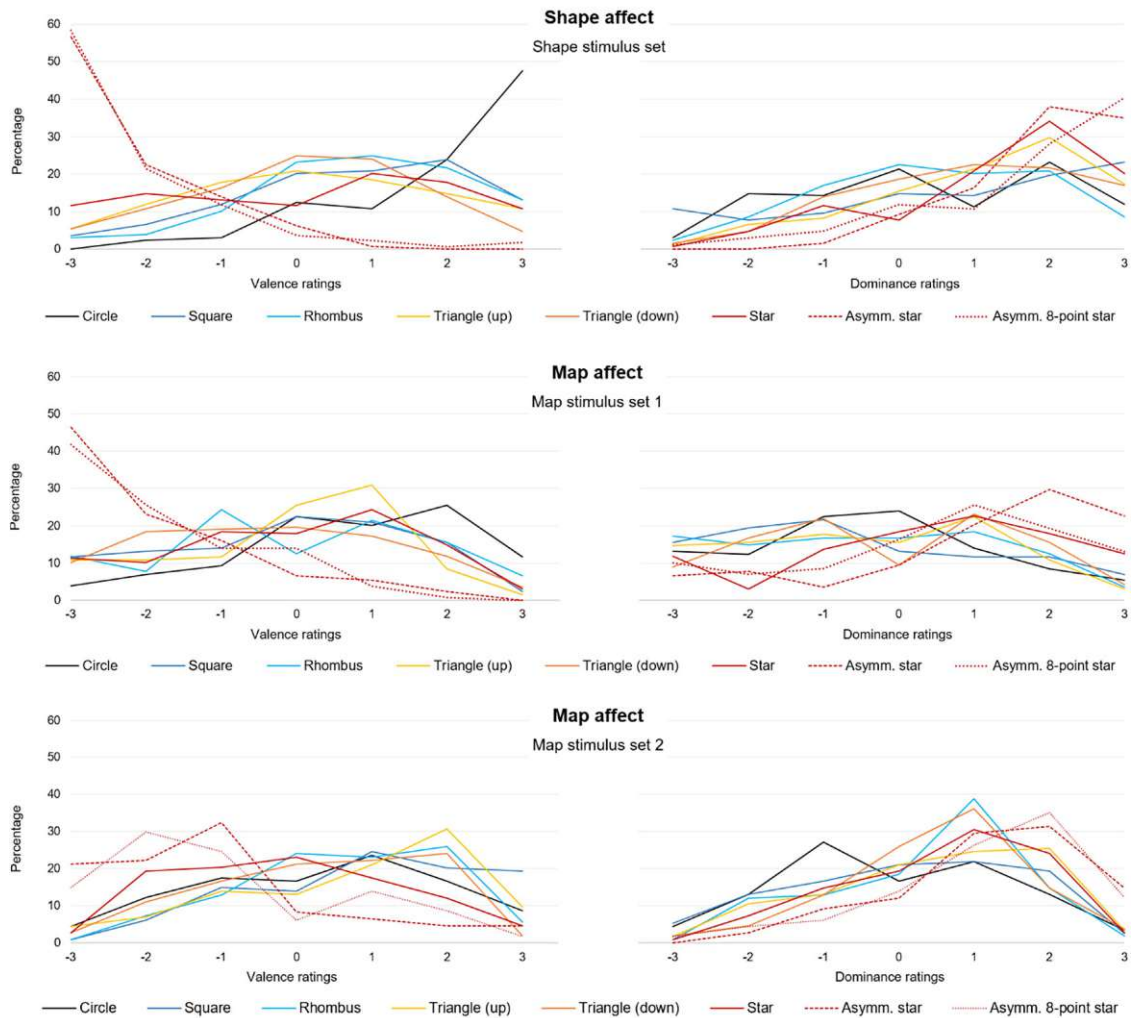 Shape affect
Shape stimulus set
60
50
40
30
20
10
0
Percentage
-3 -2 -1 0 1 2 3
Valence ratings
-3 -2 -1 0 1 2 3
Dominance ratings
Circle Square Rhombus Triangle (up) Triangle (down) Star Asymm. star Asymm. 8-point star
Map affect
Map stimulus set 1
60
50
40
30
20
10
0
Percentage
-3 -2 -1 0 1 2 3
Valence ratings
-3 -2 -1 0 1 2 3
Dominance ratings
Circle Square Rhombus Triangle (up) Triangle (down) Star Asymm. star Asymm. 8-point star
Map affect
Map stimulus set 2
60
50
40
30
20
10
0
Percentage
-3 -2 -1 0 1 2 3
Valence ratings
-3 -2 -1 0 1 2 3
Dominance ratings
Circle Square Rhombus Triangle (up) Triangle (down) Star Asymm. star Asymm. 8-point star